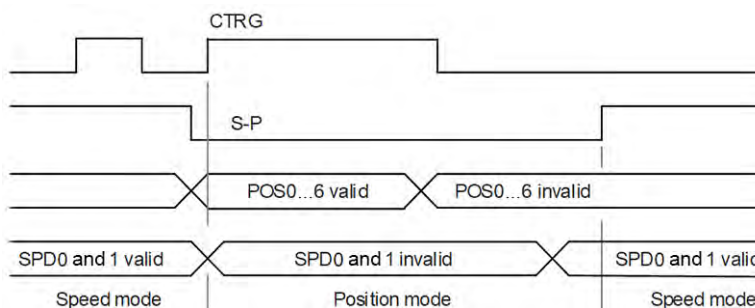 CTRG
S-P
POS0...6 valid POS0...6 invalid
SPD0 and 1 valid SPD0 and 1 invalid SPD0 and 1 valid
Speed mode Position mode Speed mode